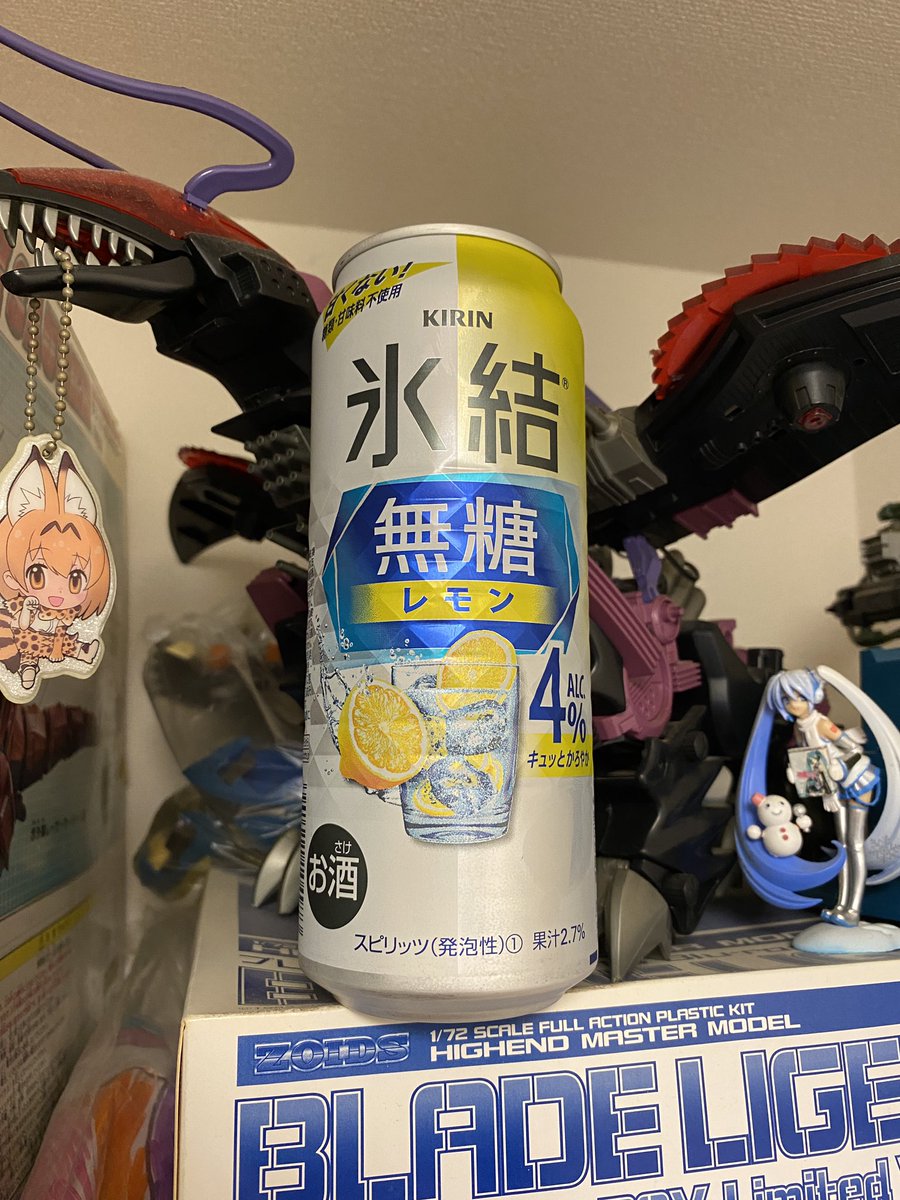 甘くない!
糖類・甘味料不使用
KIRIN
氷結®
無糖
レモン
4%
ALC.
キュッとかろやか
さけ
お酒
スピリッツ(発泡性)① 果汁2.7%
ZOIDS
1/72 SCALE FULL ACTION PLASTIC KIT
HIGHEND MASTER MODEL
BLADE LIGE
Limited